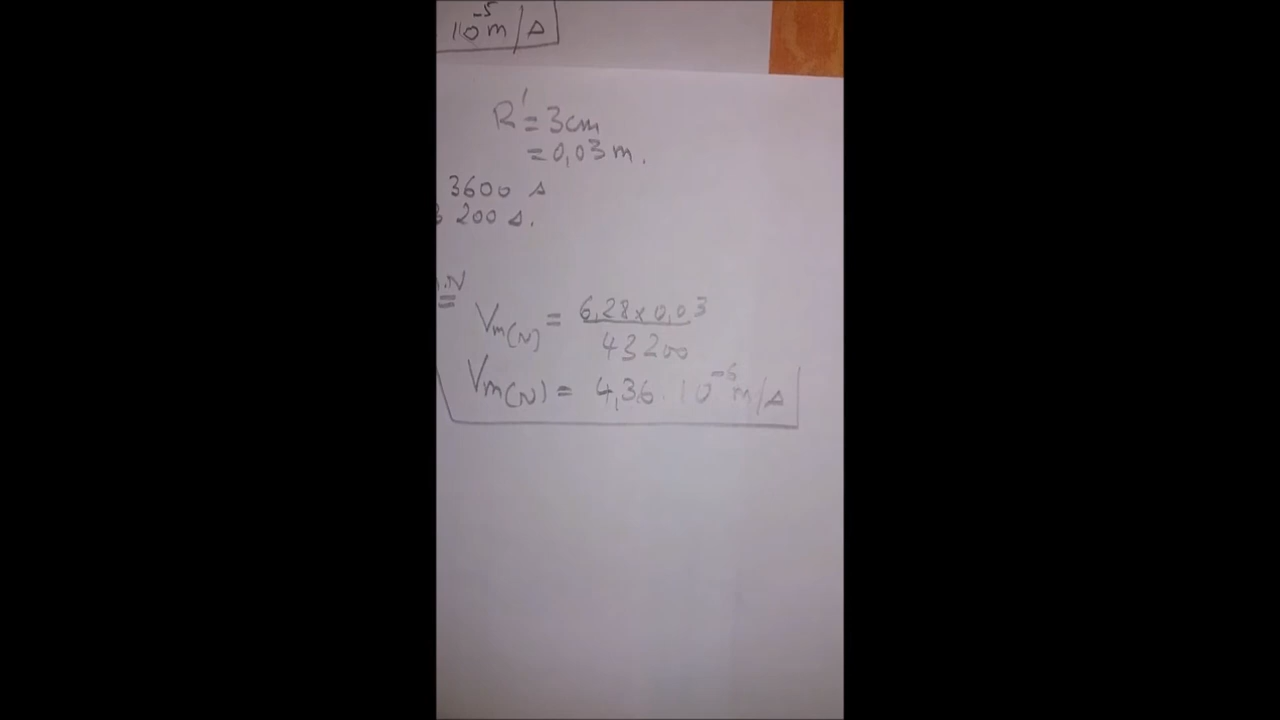 10⁻⁵ m/s
R' = 3cm
= 0,03 m.
3600 s
200 s.
Vm(N) = 6,28 x 0,03
43200
Vm(N) = 4,36 . 10⁻⁶ m/s